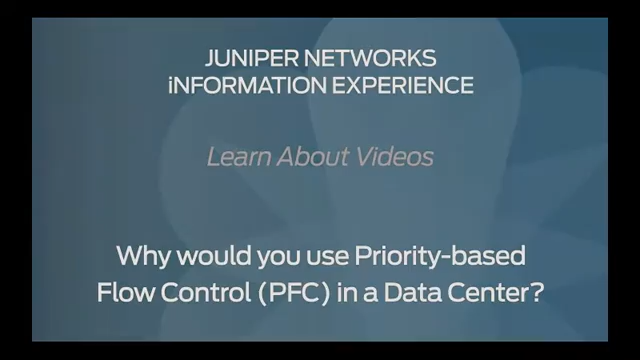 JUNIPER NETWORKS
iNFORMATION EXPERIENCE
Learn About Videos
Why would you use Priority-based
Flow Control (PFC) in a Data Center?